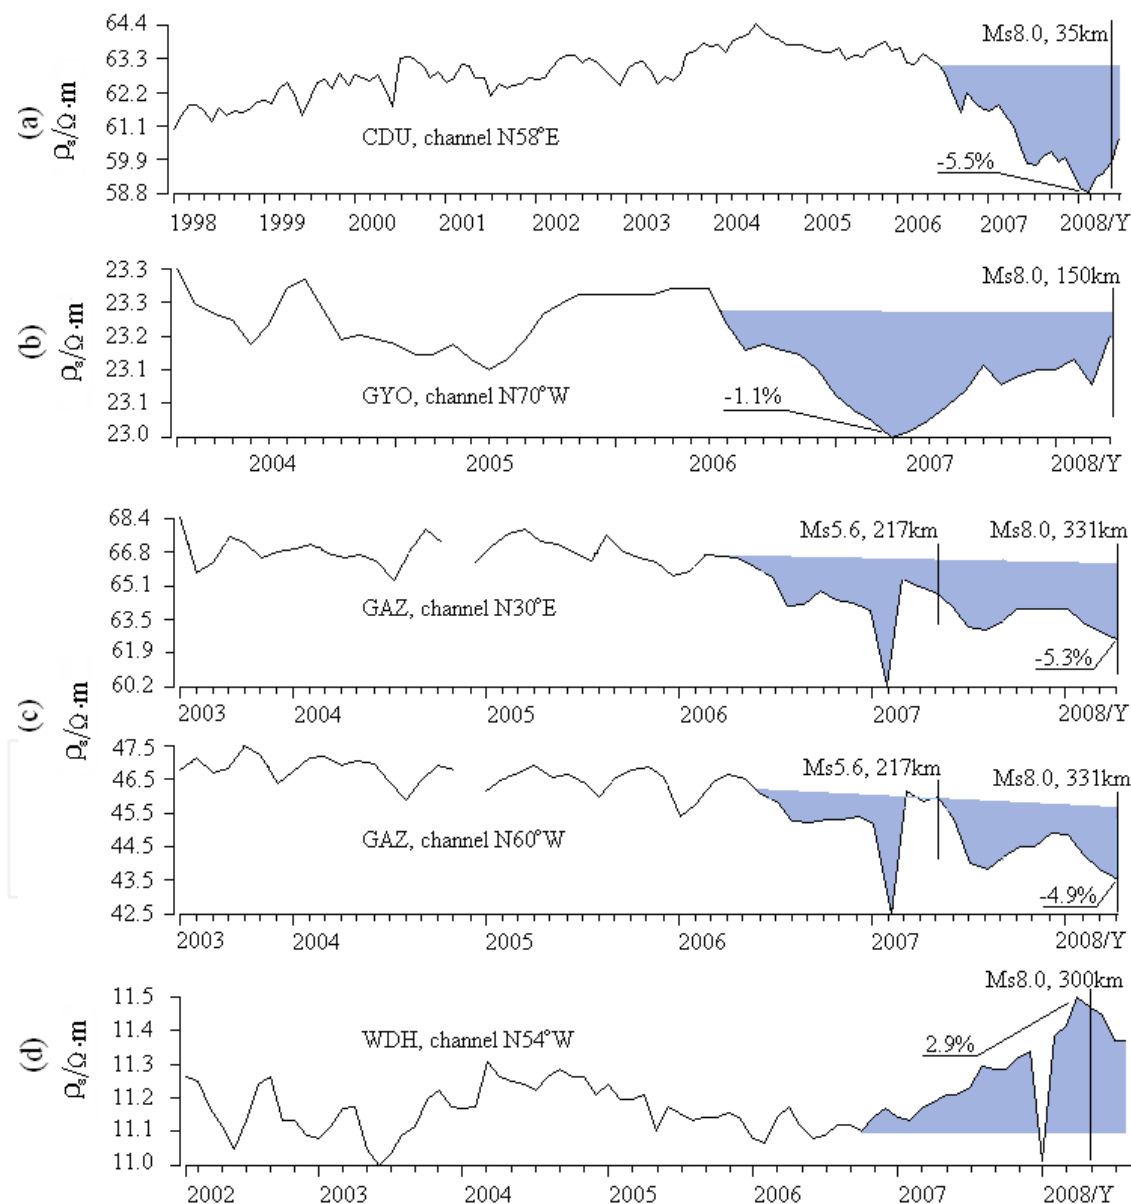 (a)
ρs/Ω·m
64.4
63.3
62.2
61.1
59.9
58.8
Ms8.0, 35km
CDU, channel N58°E
-5.5%
1998 1999 2000 2001 2002 2003 2004 2005 2006 2007 2008/Y
(b)
ρs/Ω·m
23.3
23.3
23.2
23.1
23.1
23.0
Ms8.0, 150km
GYO, channel N70°W
-1.1%
2004 2005 2006 2007 2008/Y
(c)
ρs/Ω·m
68.4
66.8
65.1
63.5
61.9
60.2
Ms5.6, 217km
Ms8.0, 331km
GAZ, channel N30°E
-5.3%
2003 2004 2005 2006 2007 2008/Y
ρs/Ω·m
47.5
46.5
45.5
44.5
43.5
42.5
Ms5.6, 217km
Ms8.0, 331km
GAZ, channel N60°W
-4.9%
2003 2004 2005 2006 2007 2008/Y
(d)
ρs/Ω·m
11.5
11.4
11.3
11.2
11.1
11.0
Ms8.0, 300km
WDH, channel N54°W
2.9%
2002 2003 2004 2005 2006 2007 2008/Y